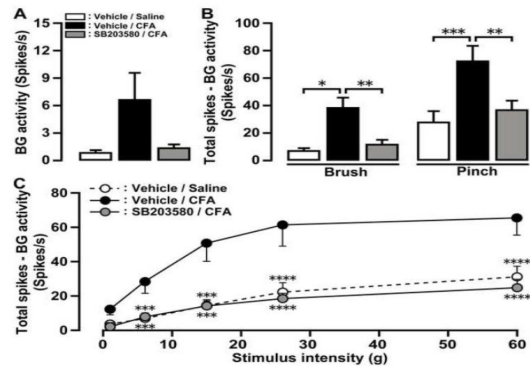 A
□ : Vehicle / Saline
■ : Vehicle / CFA
■ : SB203580 / CFA
BG activity (Spikes/s)
15
12
9
6
3
0
B
Total spikes - BG activity
(Spikes/s)
100
80
60
40
20
0
* ** *** **
Brush Pinch
C
: Vehicle / Saline
: Vehicle / CFA
: SB203580 / CFA
Total spikes - BG activity
(Spikes/s)
80
60
40
20
0
*** *** **** ****
*** *** **** ****
0 10 20 30 40 50 60
Stimulus intensity (g)